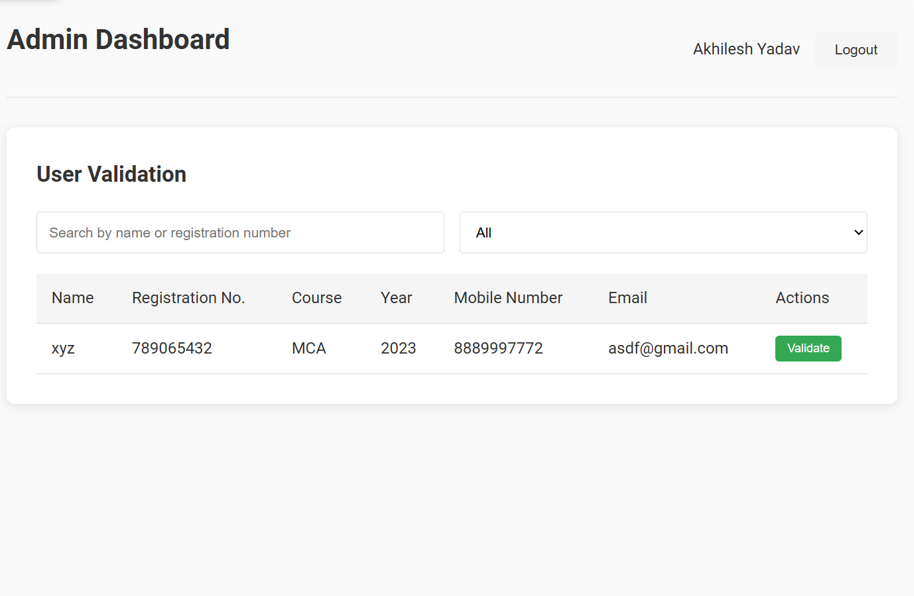 Admin Dashboard
Akhilesh Yadav Logout
User Validation
Search by name or registration number All
Name Registration No. Course Year Mobile Number Email Actions
xyz 789065432 MCA 2023 8889997772 asdf@gmail.com Validate